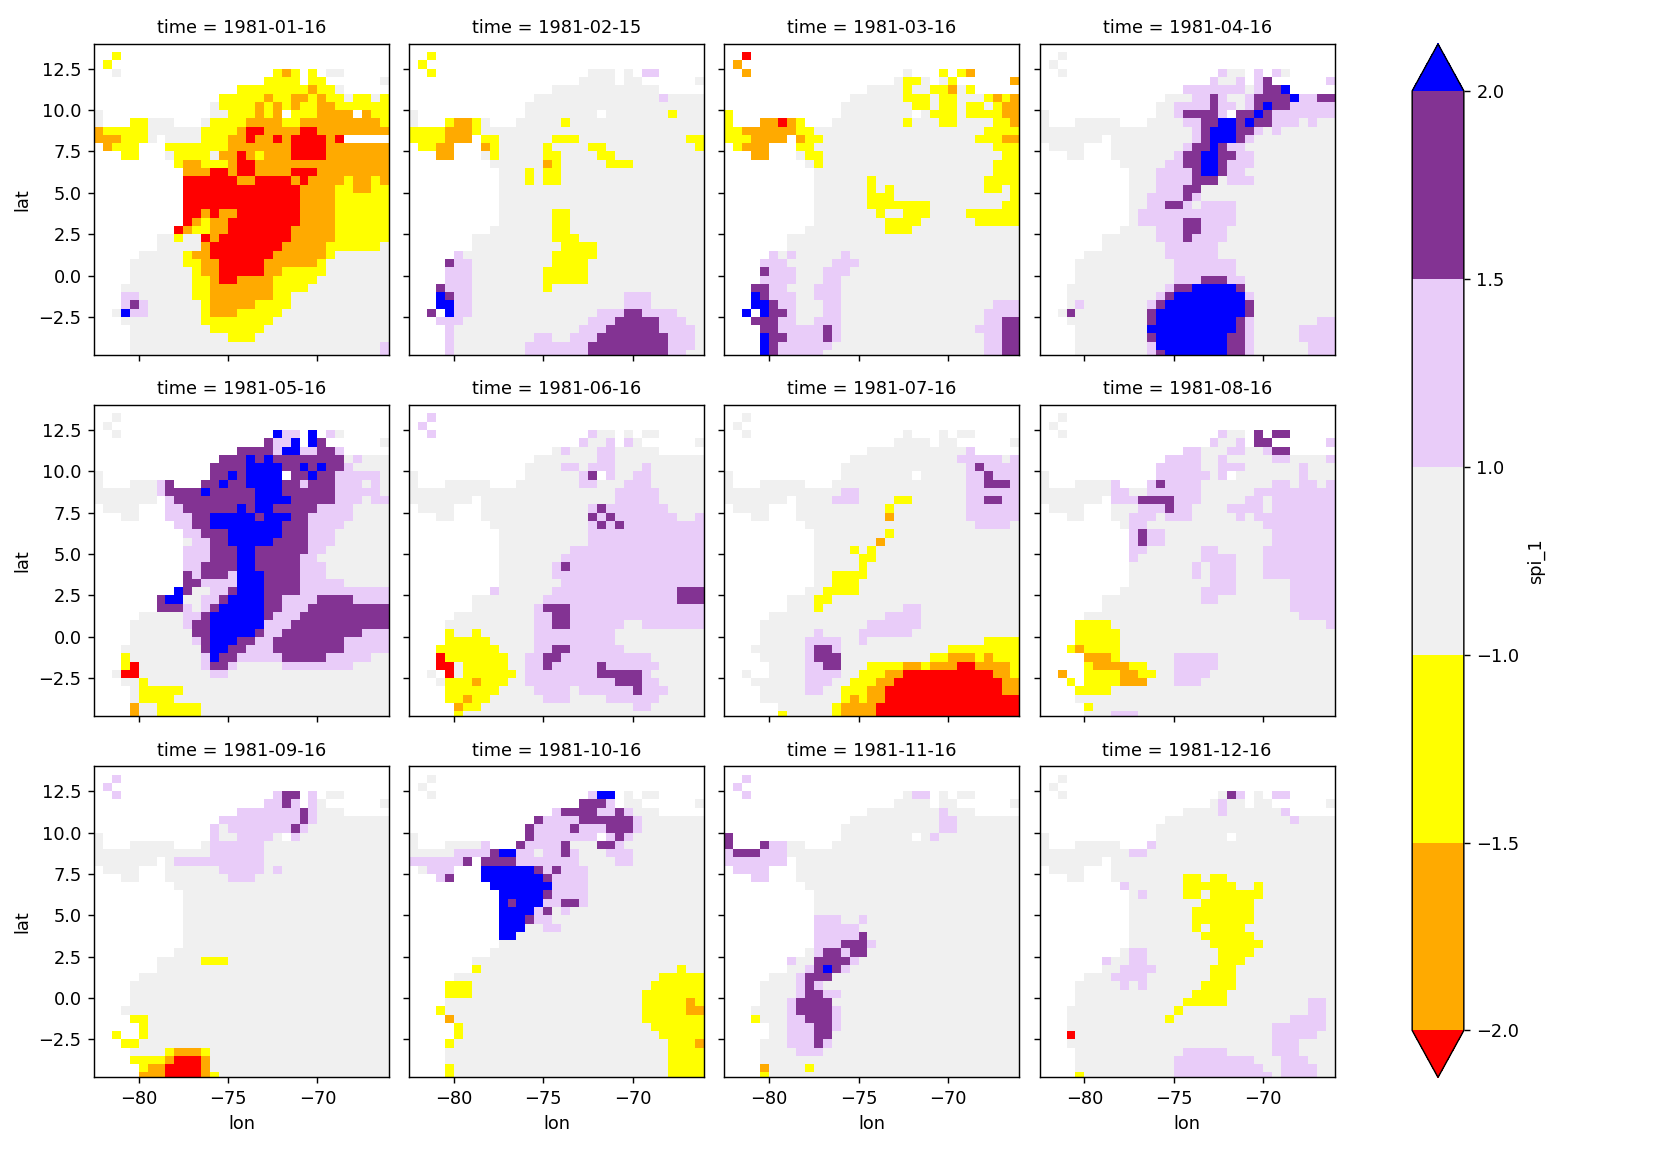 time = 1981-01-16
time = 1981-02-15
time = 1981-03-16
time = 1981-04-16
12.5
10.0
7.5
5.0
2.5
0.0
−2.5
lat
time = 1981-05-16
time = 1981-06-16
time = 1981-07-16
time = 1981-08-16
12.5
10.0
7.5
5.0
2.5
0.0
−2.5
lat
time = 1981-09-16
time = 1981-10-16
time = 1981-11-16
time = 1981-12-16
12.5
10.0
7.5
5.0
2.5
0.0
−2.5
lat
−80 −75 −70
lon
−80 −75 −70
lon
−80 −75 −70
lon
−80 −75 −70
lon
2.0
1.5
1.0
−1.0
−1.5
−2.0
spi_1